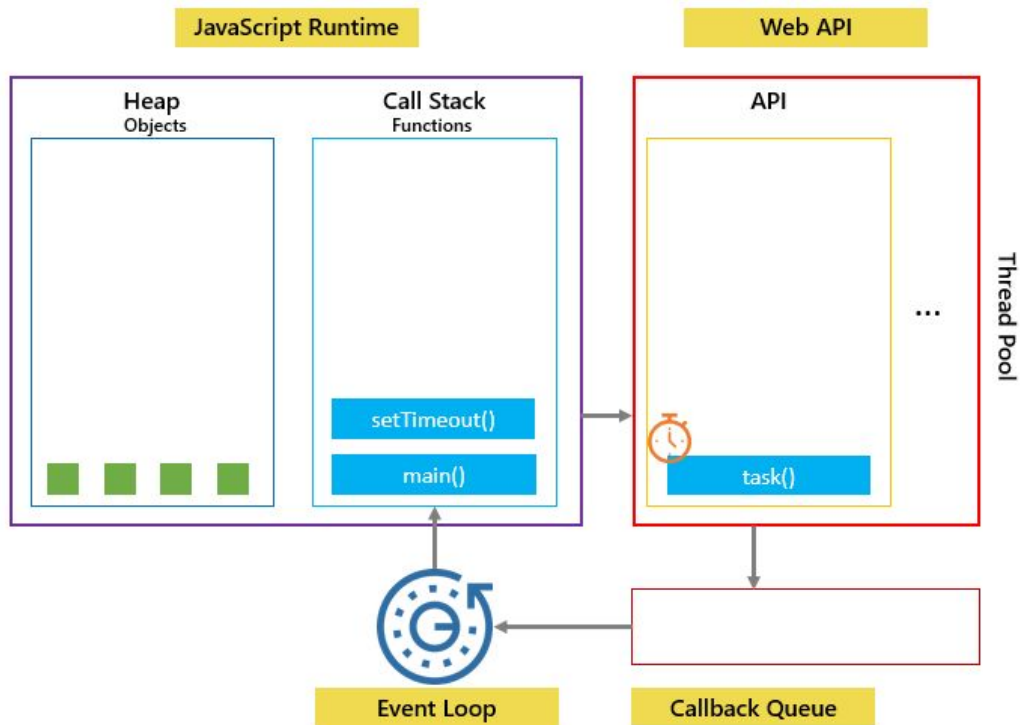 JavaScript Runtime
Web API
Heap
Objects
Call Stack
Functions
API
setTimeout()
main()
task()
...
Thread Pool
Event Loop
Callback Queue